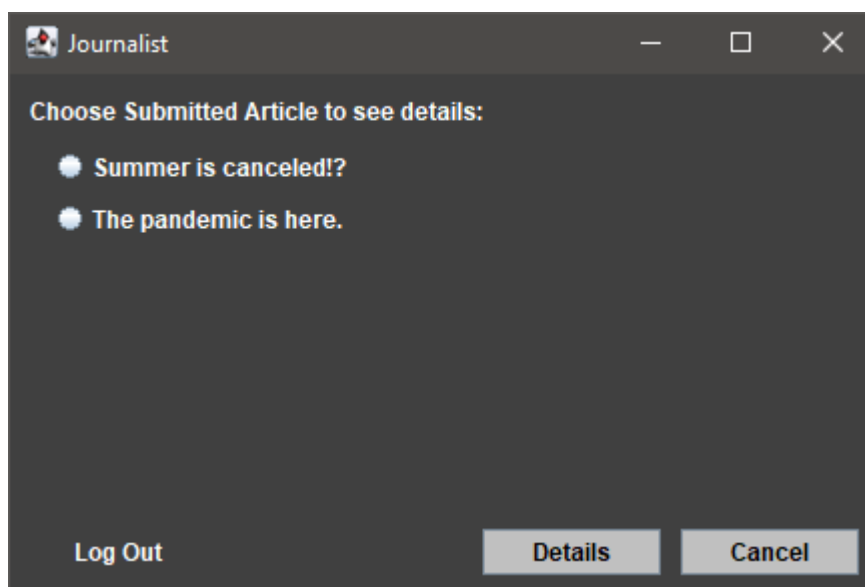 Journalist
Choose Submitted Article to see details:
Summer is canceled!?
The pandemic is here.
Log Out Details Cancel